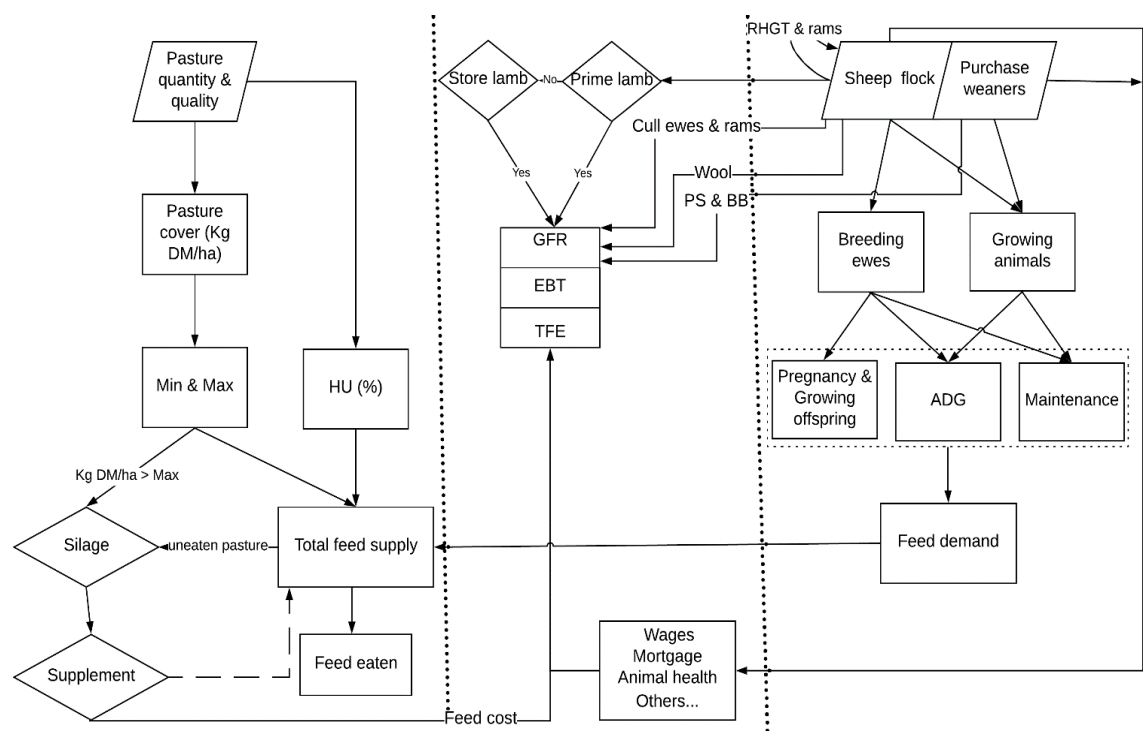 Pasture
quantity &
quality
Pasture
cover (Kg
DM/ha)
Min & Max
HU (%)
Kg DM/ha > Max
Silage
uneaten pasture
Total feed supply
Supplement
Feed eaten
Store lamb
No
Prime lamb
Yes
Yes
Cull ewes & rams
Wool
PS & BB
GFR
EBT
TFE
Wages
Mortgage
Animal health
Others...
Feed cost
RHGT & rams
Sheep flock
Purchase
weaners
Breeding
ewes
Growing
animals
Pregnancy &
Growing
offspring
ADG
Maintenance
Feed demand